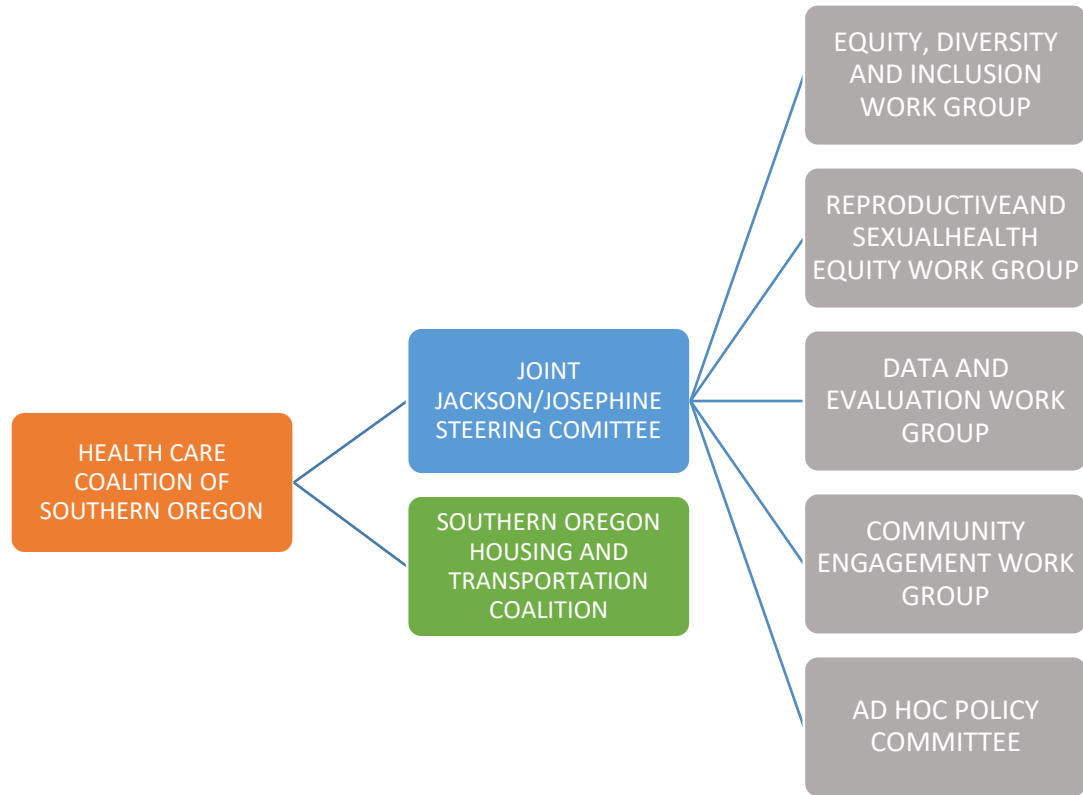 HEALTH CARE
COALITION OF
SOUTHERN OREGON
JOINT
JACKSON/JOSEPHINE
STEERING COMITTEE
SOUTHERN OREGON
HOUSING AND
TRANSPORTATION
COALITION
EQUITY, DIVERSITY
AND INCLUSION
WORK GROUP
REPRODUCTIVEAND
SEXUALHEALTH
EQUITY WORK GROUP
DATA AND
EVALUATION WORK
GROUP
COMMUNITY
ENGAGEMENT WORK
GROUP
AD HOC POLICY
COMMITTEE